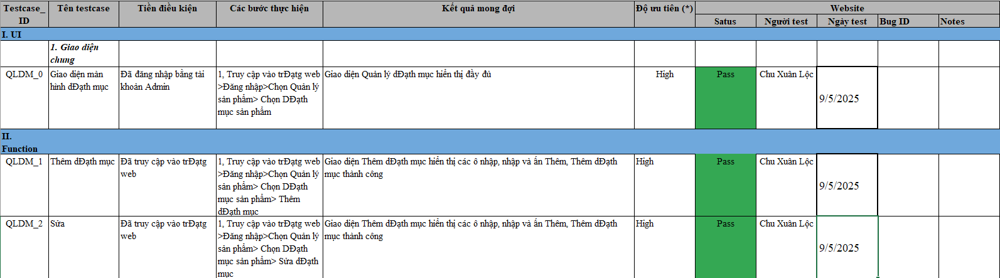 Testcase_ Tên testcase Tiền điều kiện Các bước thực hiện Kết quả mong đợi Độ ưu tiên (*) Website
ID Satus Người test Ngày test Bug ID Notes
I. UI
1. Giao diện
chung
QLDM_0
Giao diện màn
hình dĐạth mục
Đã đăng nhập bằng tài
khoản Admin
1, Truy cập vào trĐạtg web
>Đăng nhập>Chọn Quản lý
sản phẩm> Chọn DĐạth
mục sản phẩm
Giao diện Quản lý dĐạth mục hiển thị đầy đủ
High
Pass
Chu Xuân Lộc
9/5/2025
II.
Function
QLDM_1
Thêm dĐạth mục
Đã truy cập vào trĐạtg
web
1, Truy cập vào trĐạtg web
>Đăng nhập>Chọn Quản lý
sản phẩm> Chọn DĐạth
mục sản phẩm> Thêm
dĐạth mục
Giao diện Thêm dĐạth mục hiển thị các ô nhập, nhập và ấn Thêm, Thêm dĐạth
mục thành công
High
Pass
Chu Xuân Lộc
9/5/2025
QLDM_2
Sửa
Đã truy cập vào trĐạtg
web
1, Truy cập vào trĐạtg web
>Đăng nhập>Chọn Quản lý
sản phẩm> Chọn DĐạth
mục sản phẩm> Sửa dĐạth
mục
Giao diện Thêm dĐạth mục hiển thị các ô nhập, nhập và ấn Thêm, Thêm dĐạth
mục thành công
High
Pass
Chu Xuân Lộc
9/5/2025